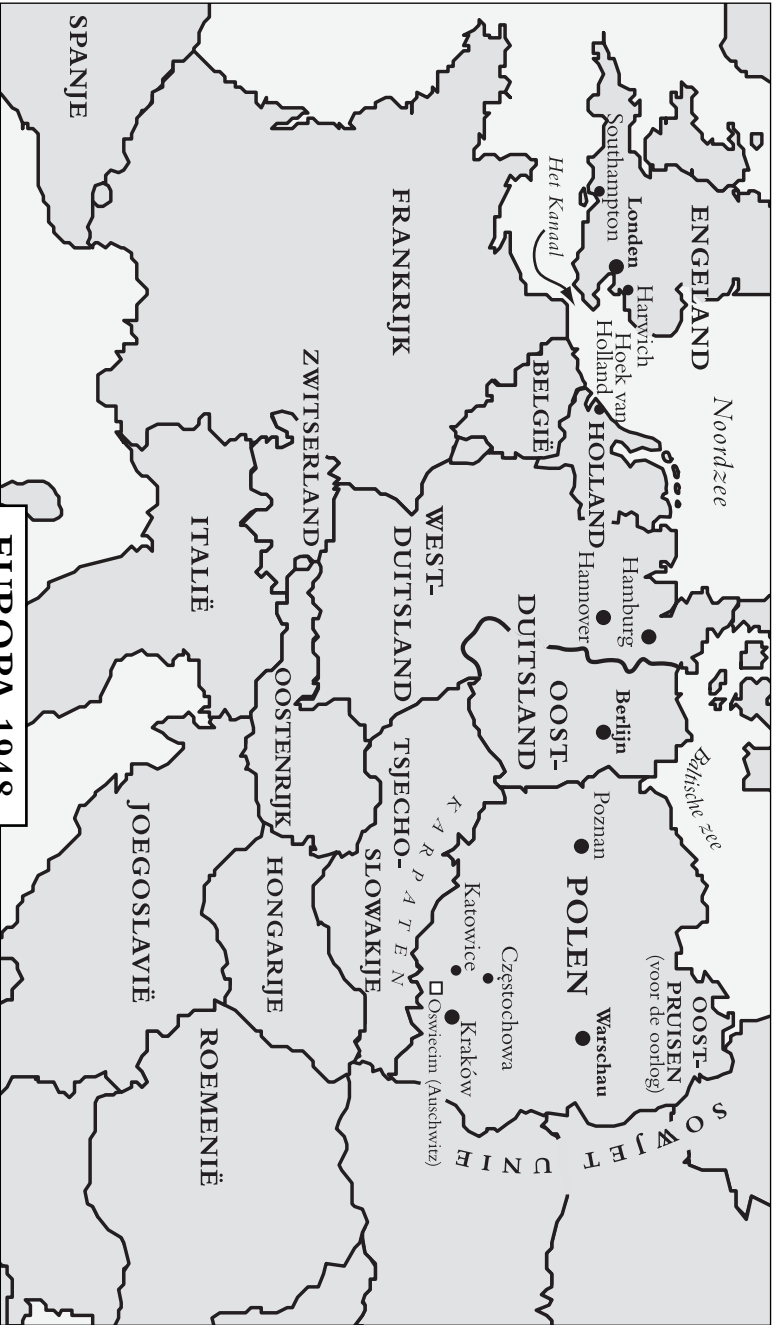 Noordzee
ENGELAND
Londen
Harwich
Southampton
Hoek van
Holland
Het Kanaal
HOLLAND
BELGIË
Hamburg
Hannover
Baltische zee
Berlijn
OOST-
DUITSLAND
WEST-
DUITSLAND
OOST-
PRUISEN
(voor de oorlog)
Poznan
POLEN
Warschau
SOWJET UNIE
Częstochowa
Katowice
Kraków
Oswiecim (Auschwitz)
KARPATEN
TSJECHO-
SLOWAKIJE
FRANKRIJK
ZWITSERLAND
OOSTENRIJK
HONGARIJE
ITALIË
JOEGOSLAVIË
ROEMENIË
SPANJE
EUROPA 1948